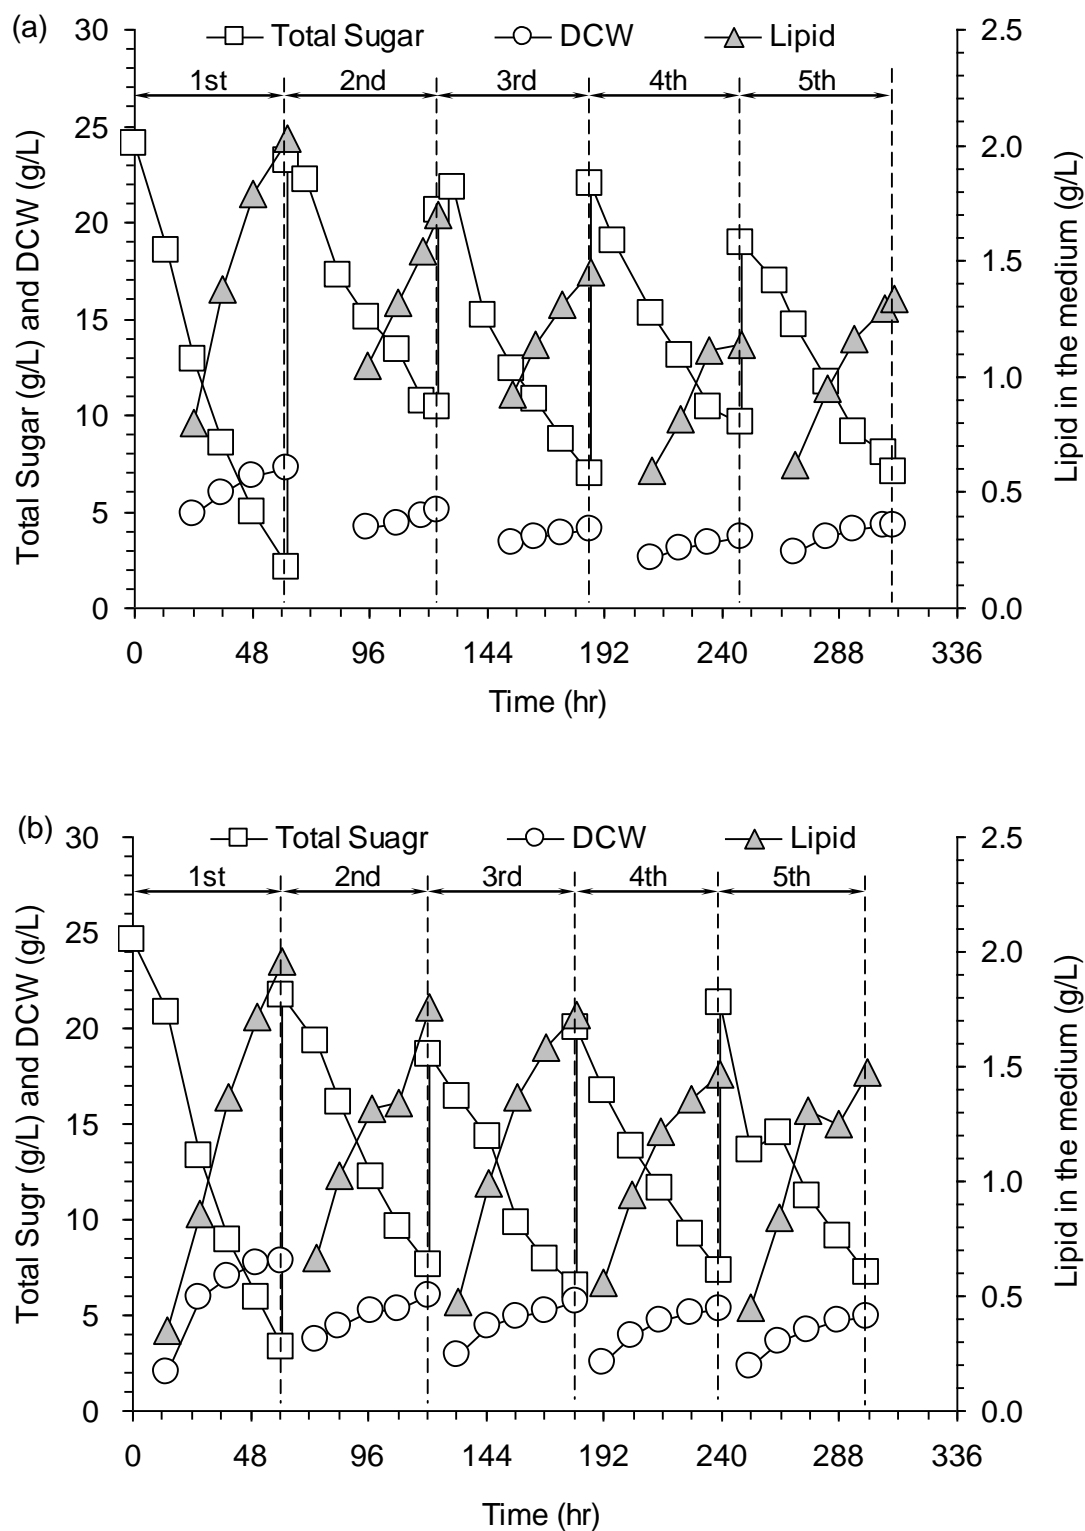 (a)
Total Sugar DCW Lipid
1st 2nd 3rd 4th 5th
Total Sugar (g/L) and DCW (g/L)
30
25
20
15
10
5
0
2.5
2.0
1.5
1.0
0.5
0.0
Lipid in the medium (g/L)
0 48 96 144 192 240 288 336
Time (hr)
(b)
Total Suagr DCW Lipid
1st 2nd 3rd 4th 5th
Total Sugr (g/L) and DCW (g/L)
30
25
20
15
10
5
0
2.5
2.0
1.5
1.0
0.5
0.0
Lipid in the medium (g/L)
0 48 96 144 192 240 288 336
Time (hr)